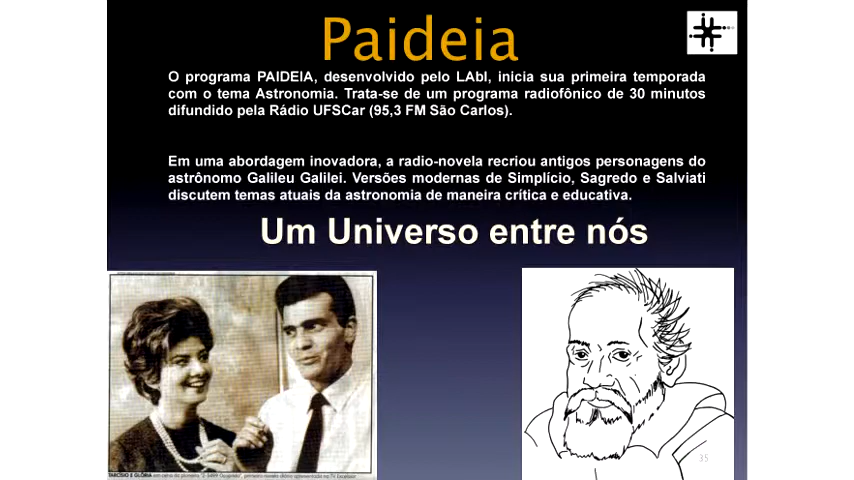 Paideia
O programa PAIDEIA, desenvolvido pelo LAbI, inicia sua primeira temporada
com o tema Astronomia. Trata-se de um programa radiofônico de 30 minutos
difundido pela Rádio UFSCar (95,3 FM São Carlos).
Em uma abordagem inovadora, a radio-novela recriou antigos personagens do
astrônomo Galileu Galilei. Versões modernas de Simplício, Sagredo e Salviati
discutem temas atuais da astronomia de maneira crítica e educativa.
Um Universo entre nós
TARCÍSIO E GLÓRIA
35